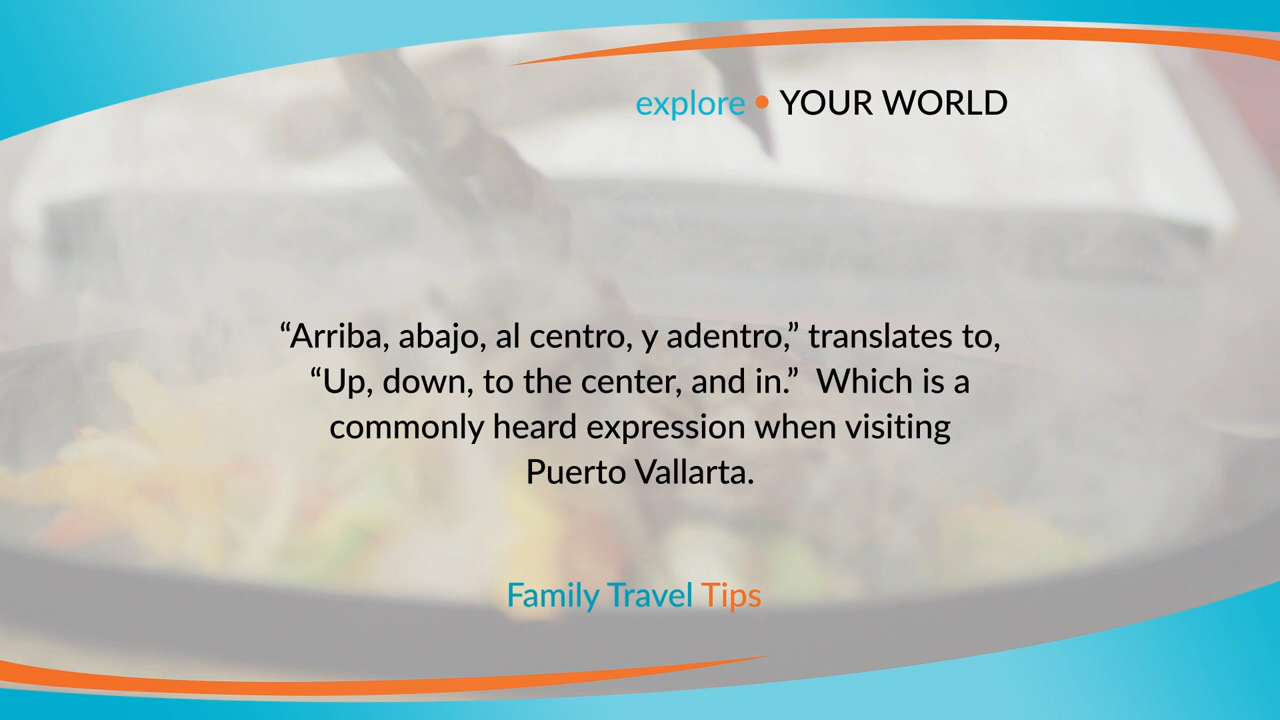 explore • YOUR WORLD
“Arriba, abajo, al centro, y adentro,” translates to,
“Up, down, to the center, and in.”  Which is a
commonly heard expression when visiting
Puerto Vallarta.
Family Travel Tips